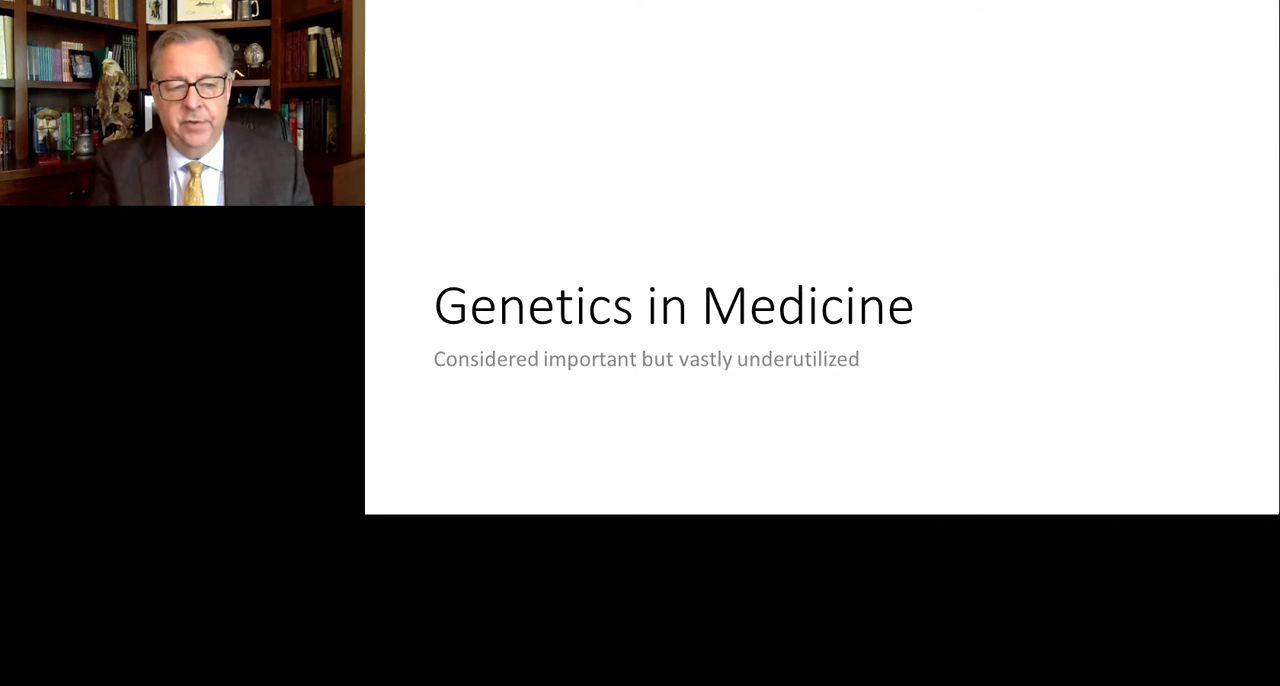 Genetics in Medicine
Considered important but vastly underutilized